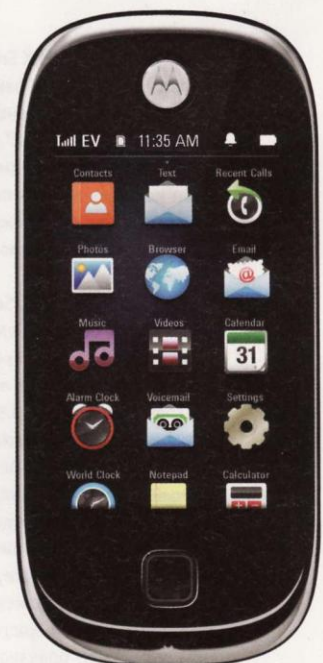 EV 11:35 AM
Contacts Text Recent Calls
Photos Browser Email
@
Music Videos Calendar
31
Alarm Clock Voicemail Settings
World Clock Notepad Calculator